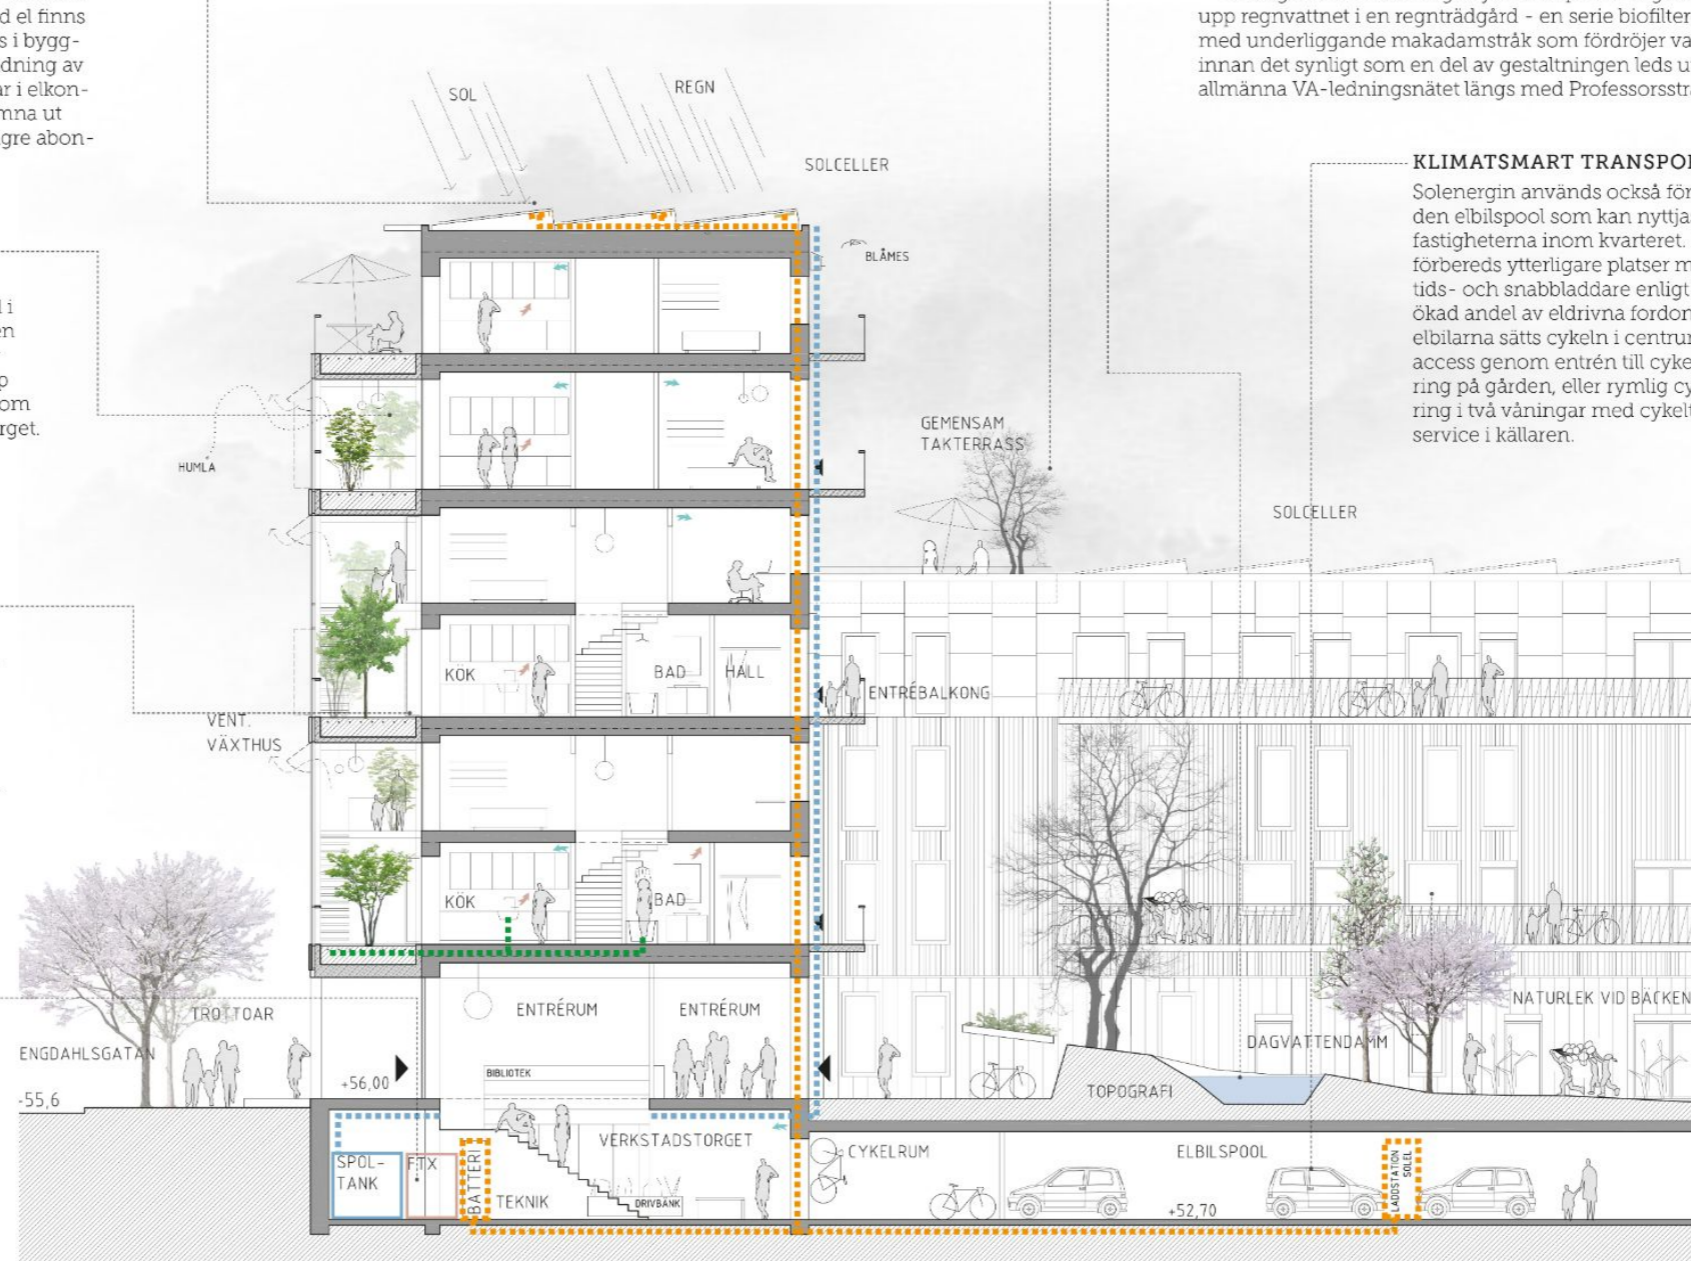 d el finns
s i bygg-
dning av
ar i elkon-
mna ut
gre abon-
l i
en
p
om
rget.
upp regnvattnet i en regnträdgård - en serie biofilter
med underliggande makadamstråk som fördröjer va
innan det synligt som en del av gestaltningen leds u
allmänna VA-ledningsnätet längs med Professorsstr
KLIMATSMART TRANSPO
Solenergin används också för
den elbilspool som kan nyttja
fastigheterna inom kvarteret.
förbereds ytterligare platser m
tids- och snabbladdare enligt
ökad andel av eldrivna fordon
elbilarna sätts cykeln i centrum
access genom entrén till cyke
ring på gården, eller rymlig cy
ring i två våningar med cykelt
service i källaren.
SOL
REGN
SOLCELLER
BLÅMES
HUMLA
GEMENSAM
TAKTERRASS
SOLCELLER
KÖK
BAD
HALL
ENTRÉBALKONG
VENT.
VÄXTHUS
KÖK
BAD
TROTTOAR
ENGDAHLSGATAN
ENTRÉRUM
ENTRÉRUM
NATURLEK VID BÄCKEN
DAGVATTENDAMM
TOPOGRAFI
BIBLIOTEK
+56,00
-55,6
SPOL-
TANK
FTX
BATTERI
TEKNIK
VERKSTADSTORGET
DRIVBANK
CYKELRUM
ELBILSPOOL
+52,70
LADDSTATION
SOLEL